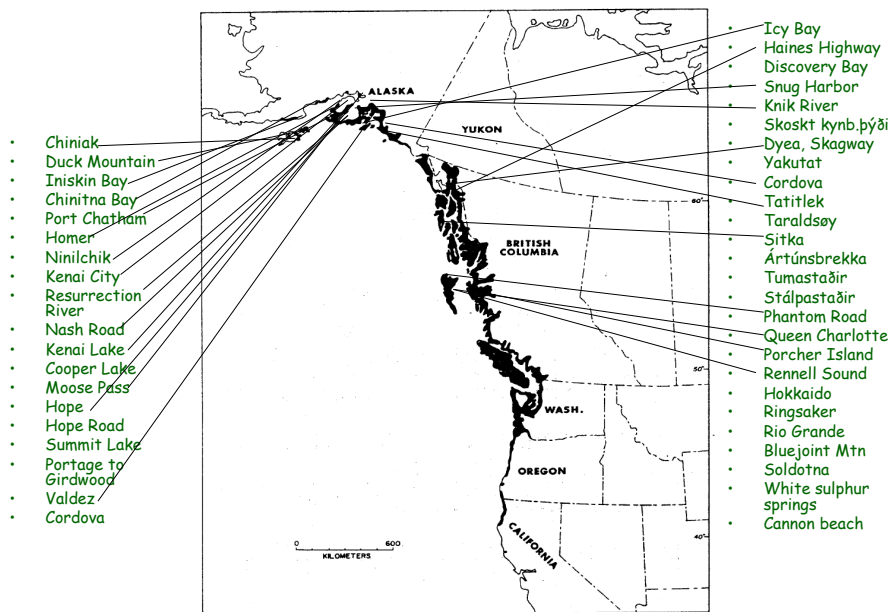 • Chiniak
• Duck Mountain
• Iniskin Bay
• Chinitna Bay
• Port Chatham
• Homer
• Ninilchik
• Kenai City
• Resurrection
River
• Nash Road
• Kenai Lake
• Cooper Lake
• Moose Pass
• Hope
• Hope Road
• Summit Lake
• Portage to
Girdwood
• Valdez
• Cordova
ALASKA
YUKON
60°
BRITISH
COLUMBIA
50°
WASH.
OREGON
CALIFORNIA
40°
0 600
KILOMETERS
• Icy Bay
• Haines Highway
• Discovery Bay
• Snug Harbor
• Knik River
• Skoskt kynb.þýði
• Dyea, Skagway
• Yakutat
• Cordova
• Tatitlek
• Taraldsøy
• Sitka
• Ártúnsbrekka
• Tumastaðir
• Stálpastaðir
• Phantom Road
• Queen Charlotte
• Porcher Island
• Rennell Sound
• Hokkaido
• Ringsaker
• Rio Grande
• Bluejoint Mtn
• Soldotna
• White sulphur
springs
• Cannon beach